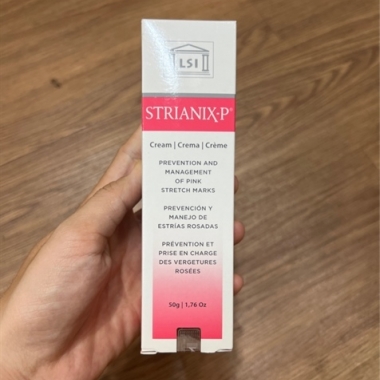 LSI
STRIANIX-P™
Cream | Crema | Crème
PREVENTION AND
MANAGEMENT
OF PINK
STRETCH MARKS
PREVENCIÓN Y
MANEJO DE
ESTRÍAS ROSADAS
PRÉVENTION ET
PRISE EN CHARGE
DES VERGETURES
ROSÉES
50g | 1,76 Oz